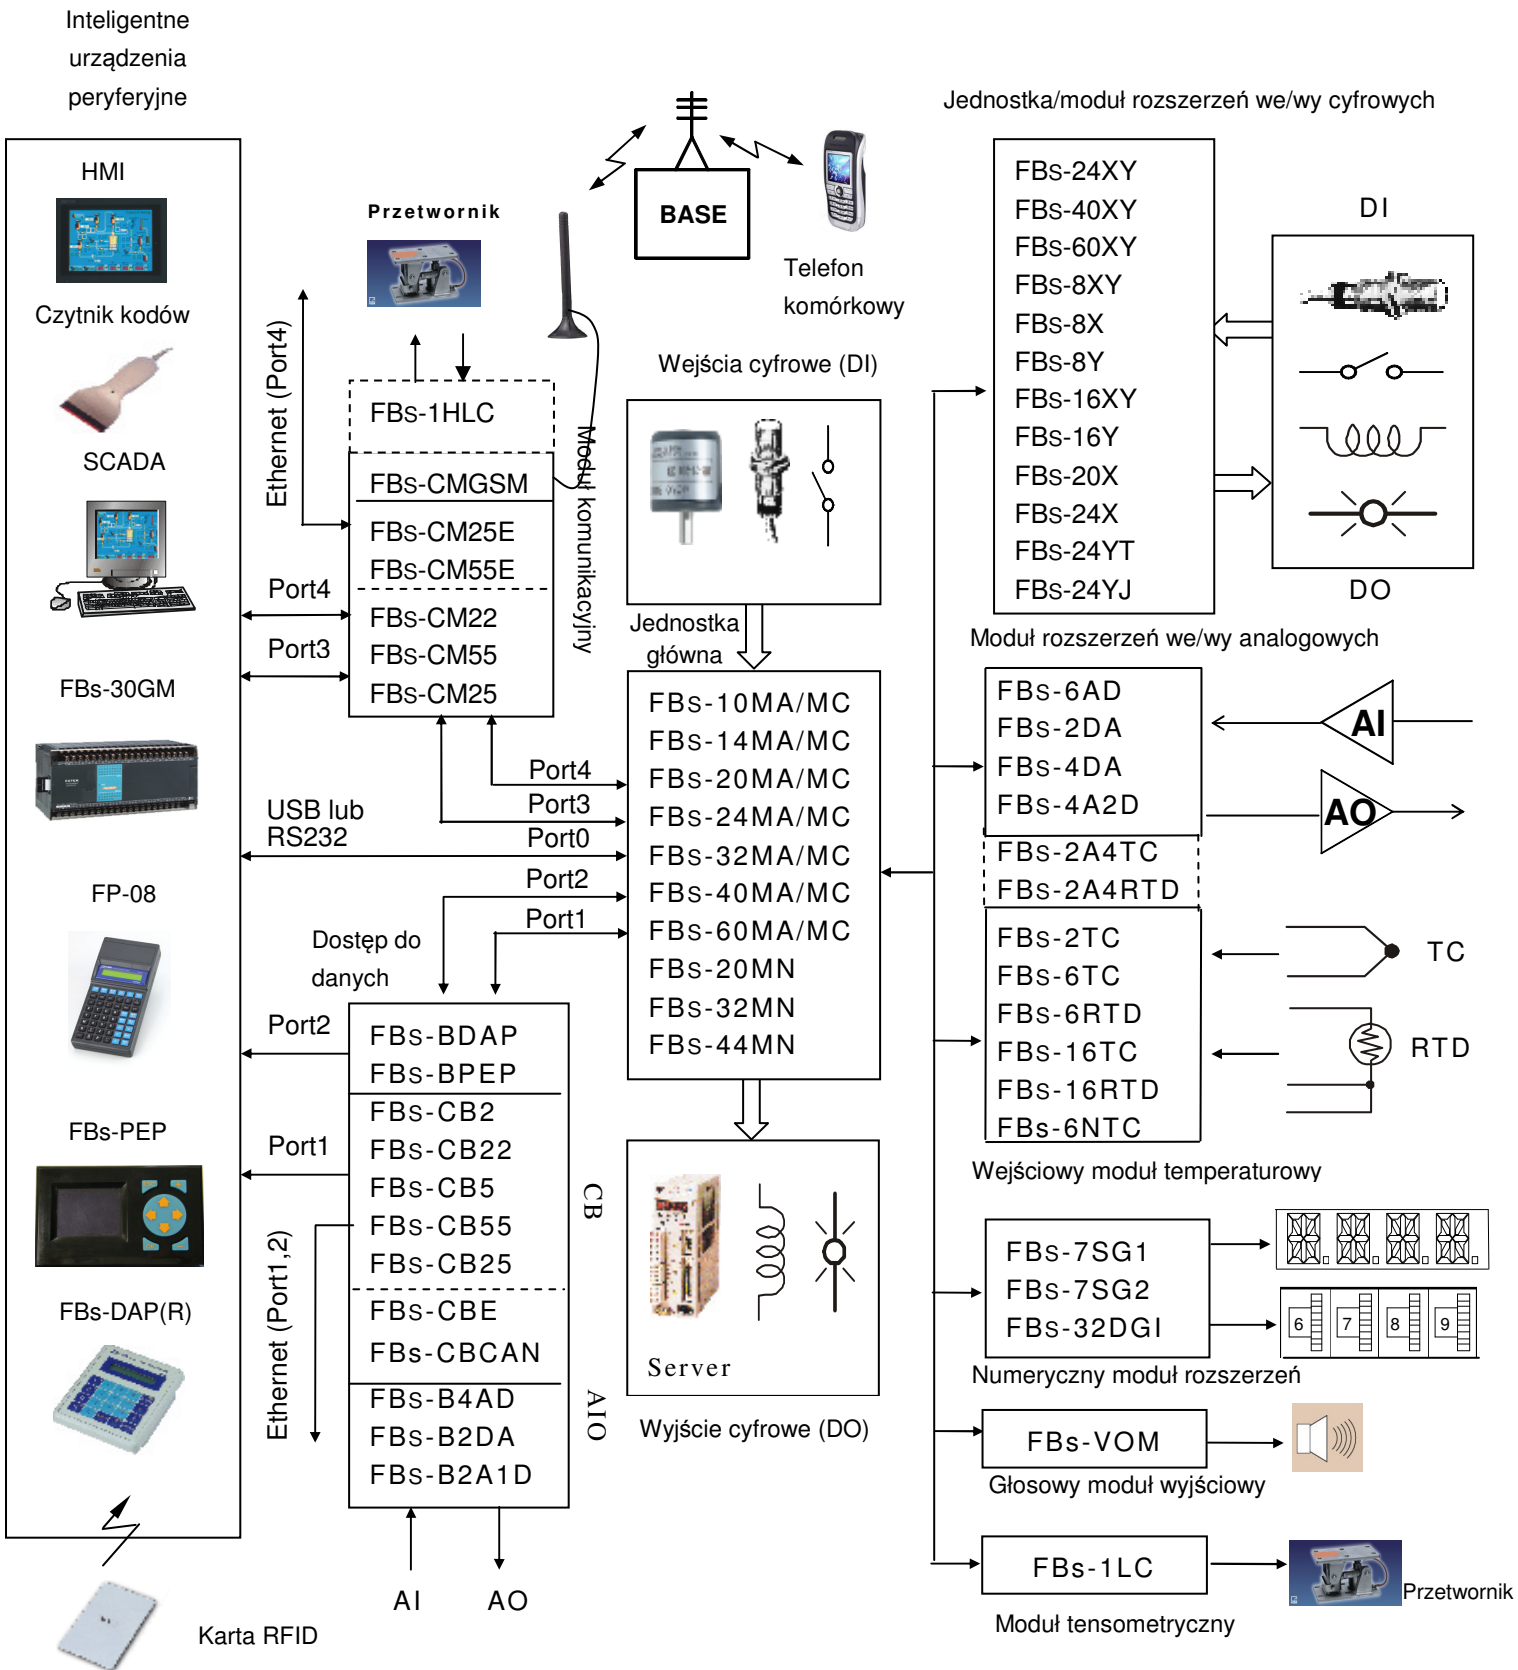 Inteligentne
urządzenia
peryferyjne
HMI
Czytnik kodów
SCADA
FBs-30GM
FP-08
FBs-PEP
FBs-DAP(R)
Karta RFID
Przetwornik
BASE
Telefon
komórkowy
Ethernet (Port4)
FBs-1HLC
FBs-CMGSM
FBs-CM25E
FBs-CM55E
FBs-CM22
FBs-CM55
FBs-CM25
Moduł komunikacyjny
Port4
Port3
Port4
Port3
USB lub
RS232
Port0
Port2
Port1
Dostęp do
danych
Port2
Port1
Ethernet (Port1,2)
FBs-BDAP
FBs-BPEP
FBs-CB2
FBs-CB22
FBs-CB5
FBs-CB55
FBs-CB25
FBs-CBE
FBs-CBCAN
FBs-B4AD
FBs-B2DA
FBs-B2A1D
CB
AIO
AI
AO
Wejścia cyfrowe (DI)
Jednostka
główna
FBs-10MA/MC
FBs-14MA/MC
FBs-20MA/MC
FBs-24MA/MC
FBs-32MA/MC
FBs-40MA/MC
FBs-60MA/MC
FBs-20MN
FBs-32MN
FBs-44MN
Server
Wyjście cyfrowe (DO)
Jednostka/moduł rozszerzeń we/wy cyfrowych
FBs-24XY
FBs-40XY
FBs-60XY
FBs-8XY
FBs-8X
FBs-8Y
FBs-16XY
FBs-16Y
FBs-20X
FBs-24X
FBs-24YT
FBs-24YJ
DI
DO
Moduł rozszerzeń we/wy analogowych
FBs-6AD
FBs-2DA
FBs-4DA
FBs-4A2D
FBs-2A4TC
FBs-2A4RTD
AI
AO
FBs-2TC
FBs-6TC
FBs-6RTD
FBs-16TC
FBs-16RTD
FBs-6NTC
TC
RTD
Wejściowy moduł temperaturowy
FBs-7SG1
FBs-7SG2
FBs-32DGI
6 7 8 9
Numeryczny moduł rozszerzeń
FBs-VOM
Głosowy moduł wyjściowy
FBs-1LC
Przetwornik
Moduł tensometryczny